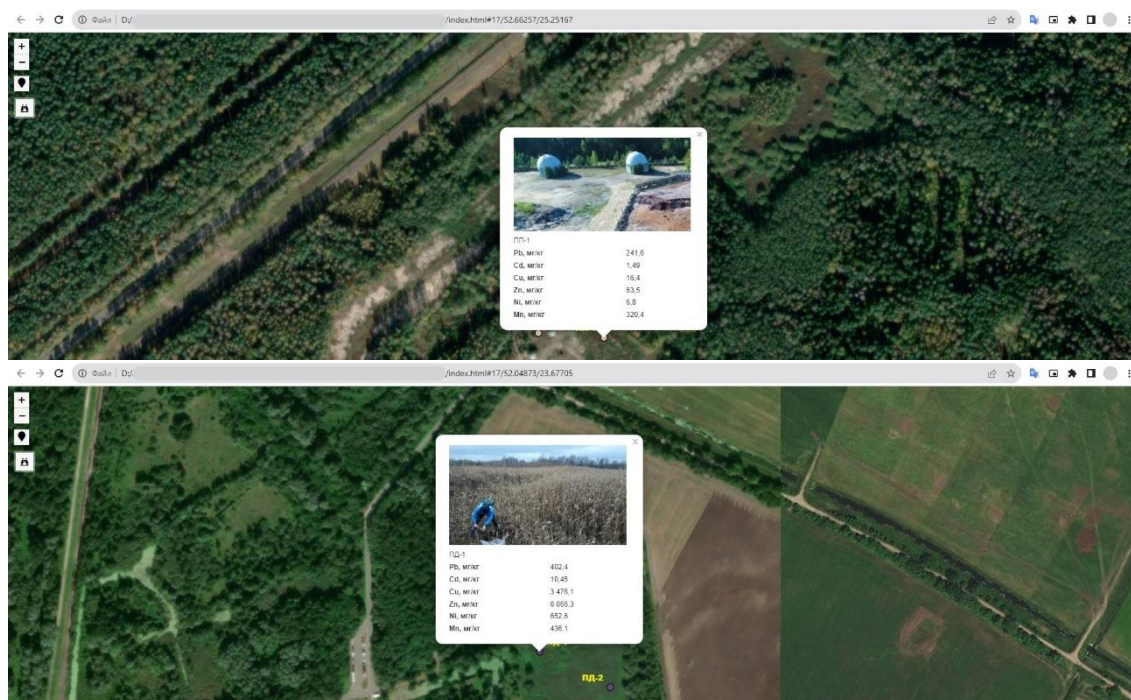 Файл | D:/ /index.html#17/52.66257/25.25167
+
−
ПП-1
Pb, мг/кг 241,6
Cd, мг/кг 1,49
Cu, мг/кг 16,4
Zn, мг/кг 63,5
Ni, мг/кг 6,8
Mn, мг/кг 320,4
Файл | D:/ /index.html#17/52.04873/23.67705
+
−
ПД-1
Pb, мг/кг 402,4
Cd, мг/кг 10,45
Cu, мг/кг 3 476,1
Zn, мг/кг 6 066,3
Ni, мг/кг 652,6
Mn, мг/кг 436,1
ПД-2